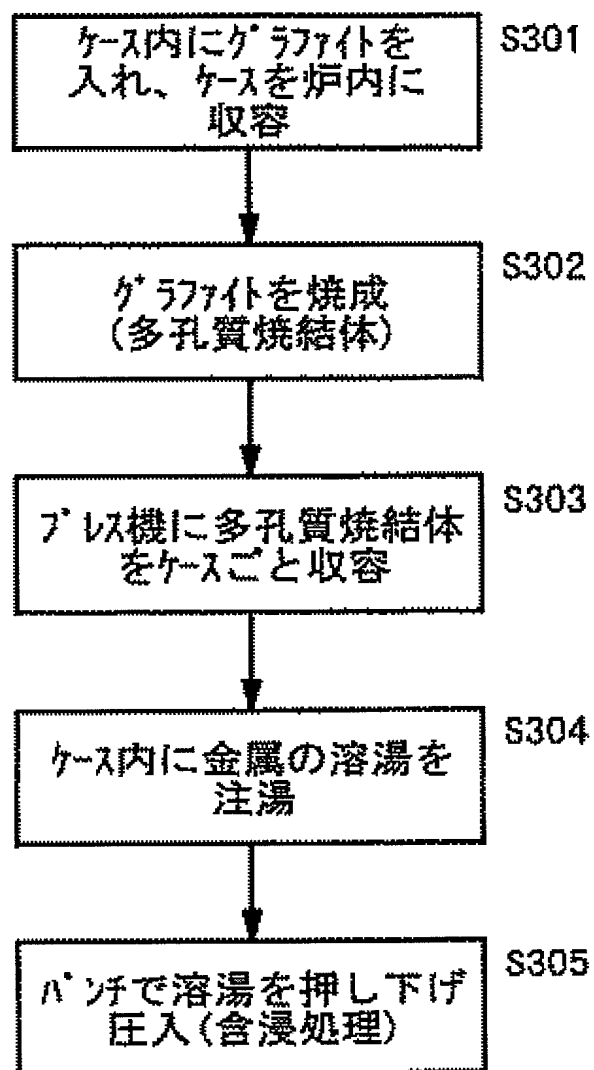 ｹｰｽ内にｸﾞﾗﾌｧｲﾄを
S301
入れ、ｹｰｽを炉内に
収容
S302
ｸﾞﾗﾌｧｲﾄを焼成
(多孔質焼結体)
S303
ﾌﾟﾚｽ機に多孔質焼結体
をｹｰｽごと収容
S304
ｹｰｽ内に金属の溶湯を
注湯
S305
ﾊﾟﾝﾁで溶湯を押し下げ
圧入(含浸処理)